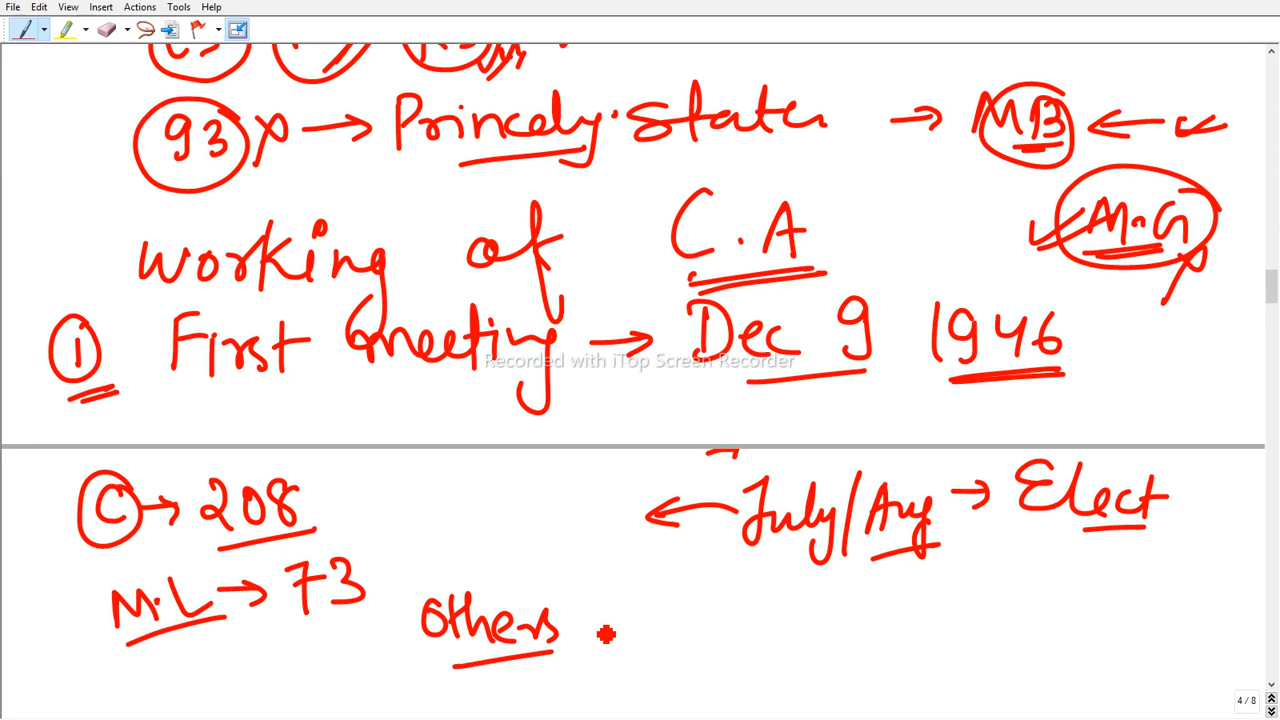 File Edit View Insert Actions Tools Help
93 x → Princely. States → MB ←
M.G
working of C.A
① First meeting → Dec 9 1946
Recorded with iTop Screen Recorder
C → 208
← July/Aug → Elect
M.L → 73
others
4 / 8